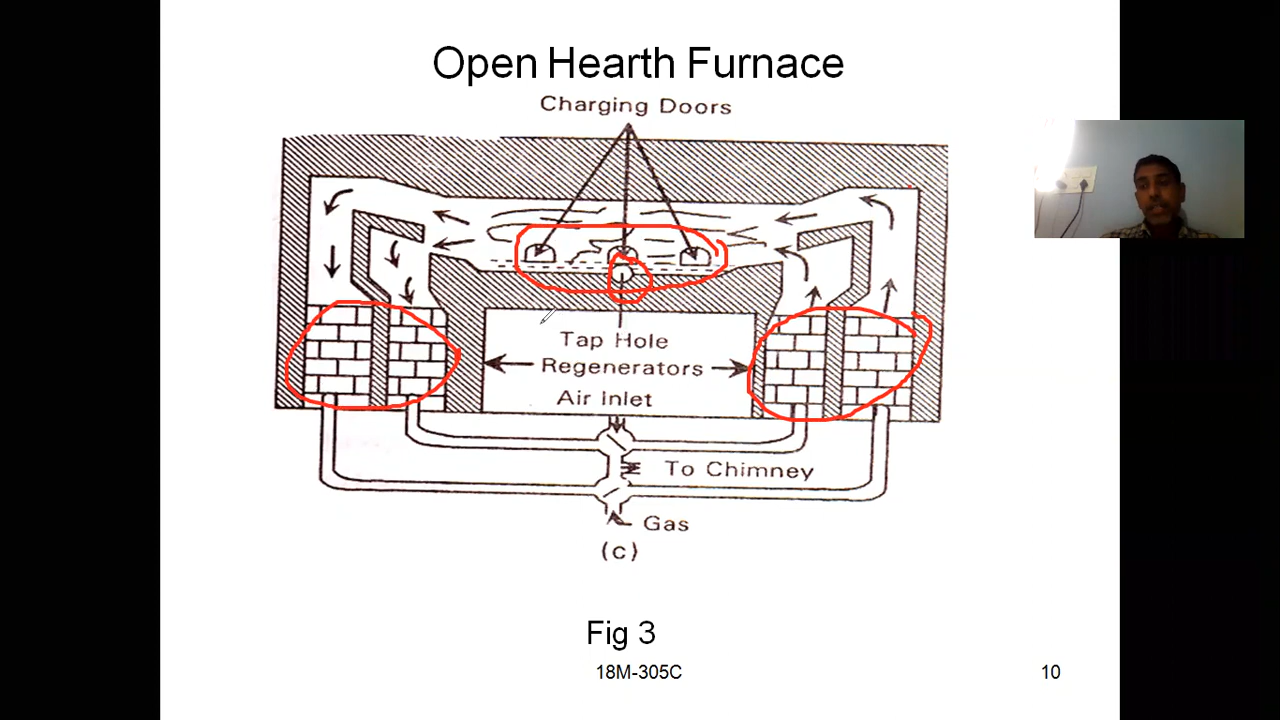 Open Hearth Furnace
Charging Doors
Tap Hole
Regenerators
Air Inlet
To Chimney
Gas
(c)
Fig 3
18M-305C
10